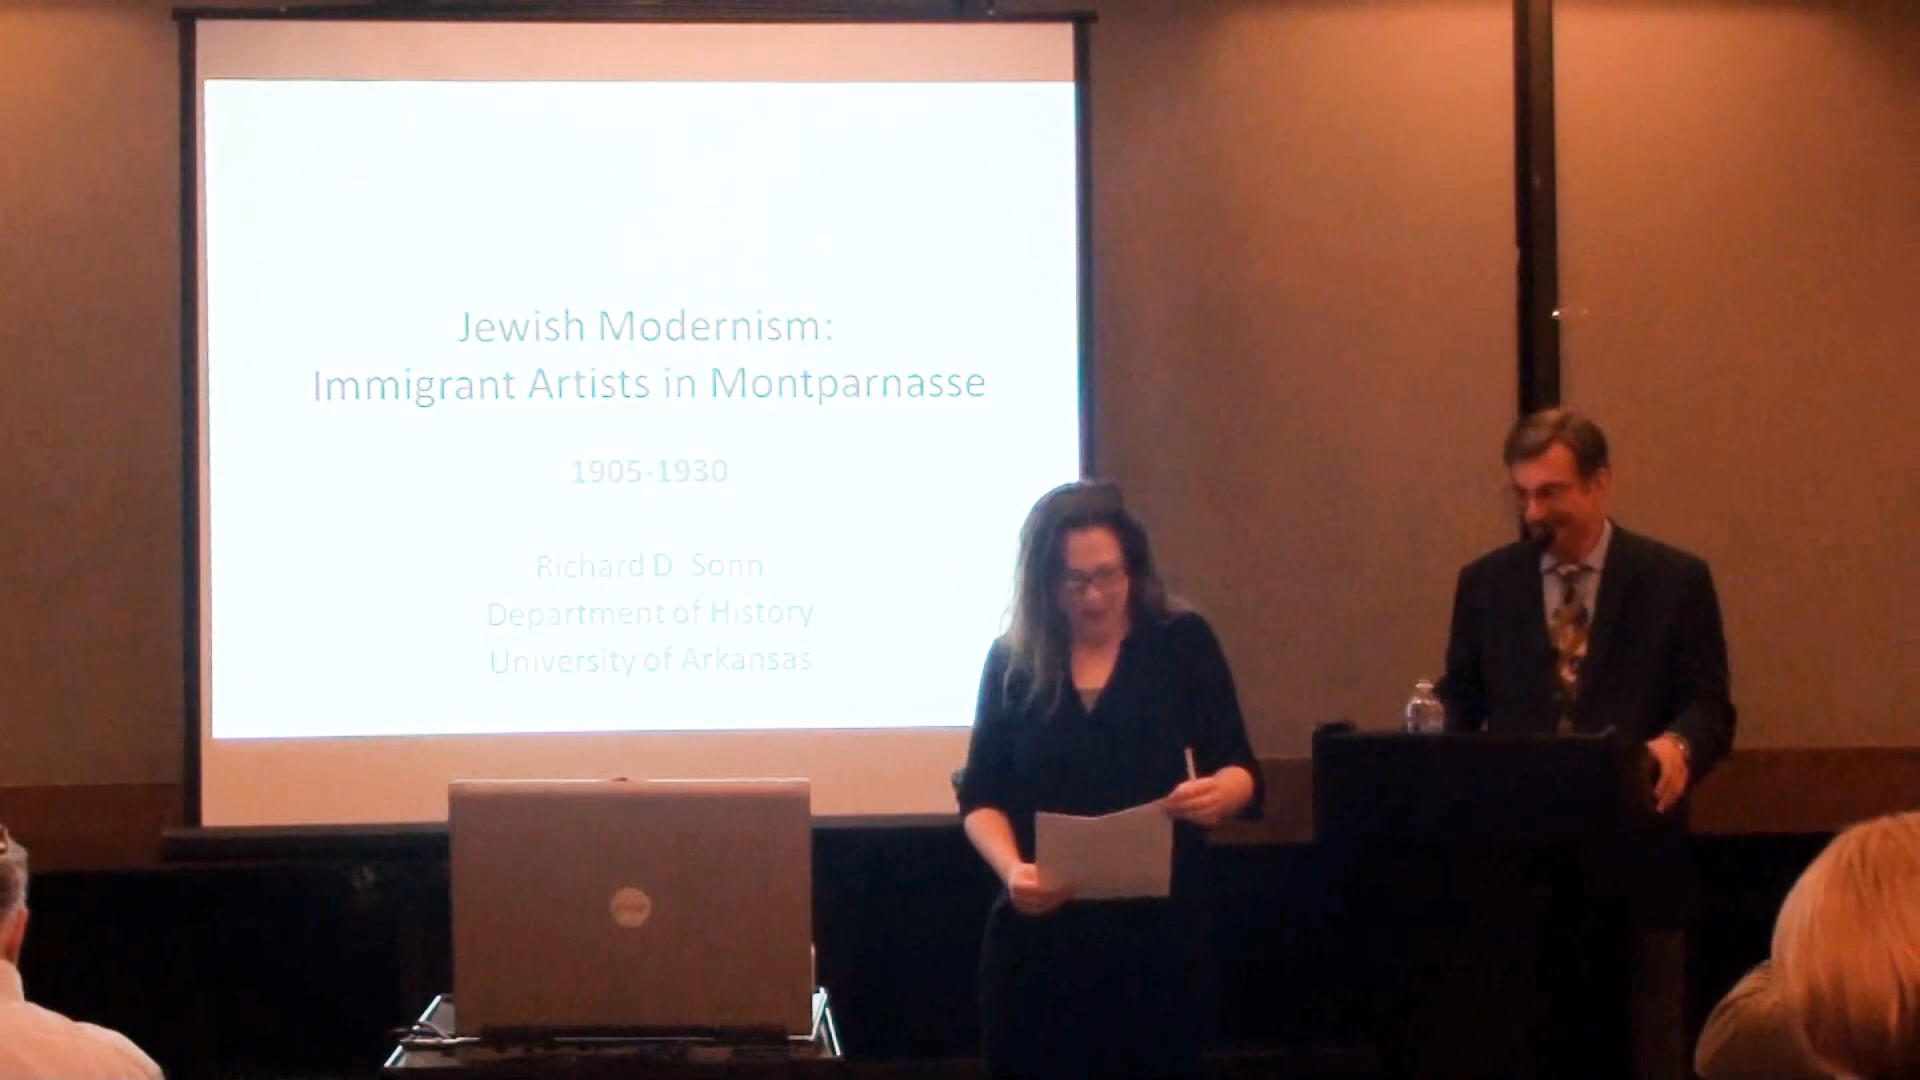 Jewish Modernism:
Immigrant Artists in Montparnasse
1905-1930
Richard D. Sonn
Department of History
University of Arkansas